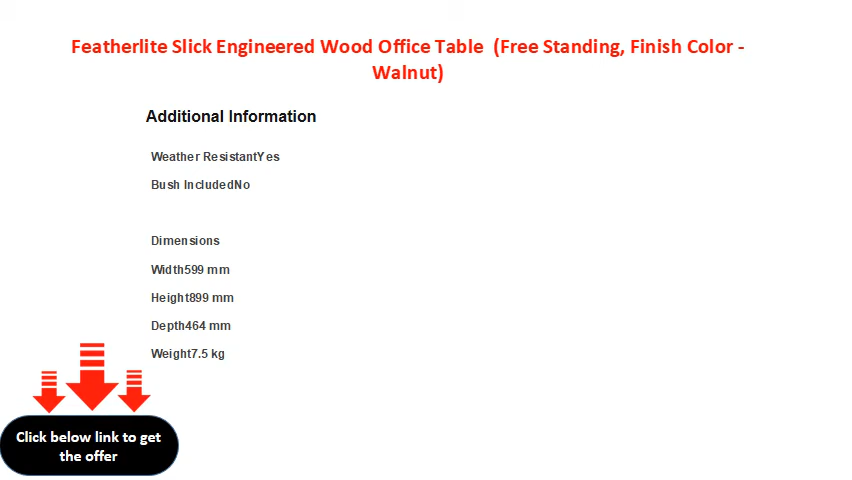 Featherlite Slick Engineered Wood Office Table  (Free Standing, Finish Color -
Walnut)
Additional Information
Weather ResistantYes
Bush IncludedNo
Dimensions
Width599 mm
Height899 mm
Depth464 mm
Weight7.5 kg
Click below link to get
the offer